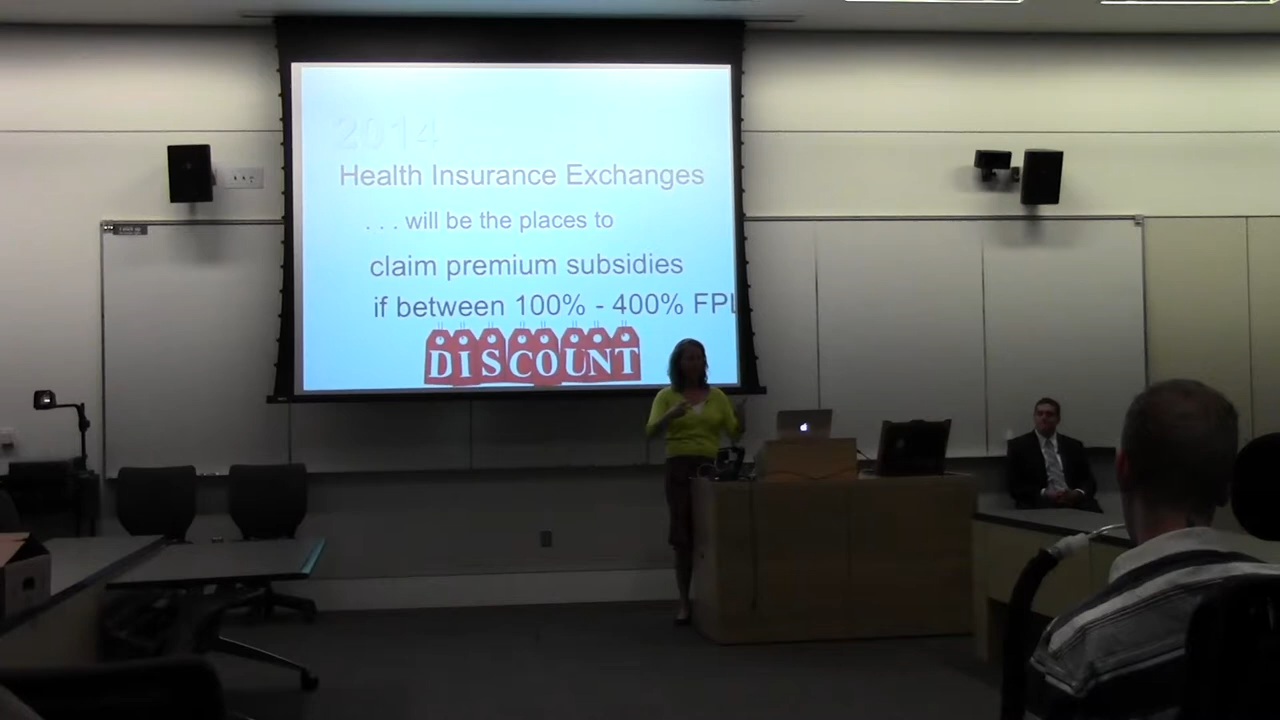 2014
Health Insurance Exchanges
. . . will be the places to
claim premium subsidies
if between 100% - 400% FPL
DISCOUNT